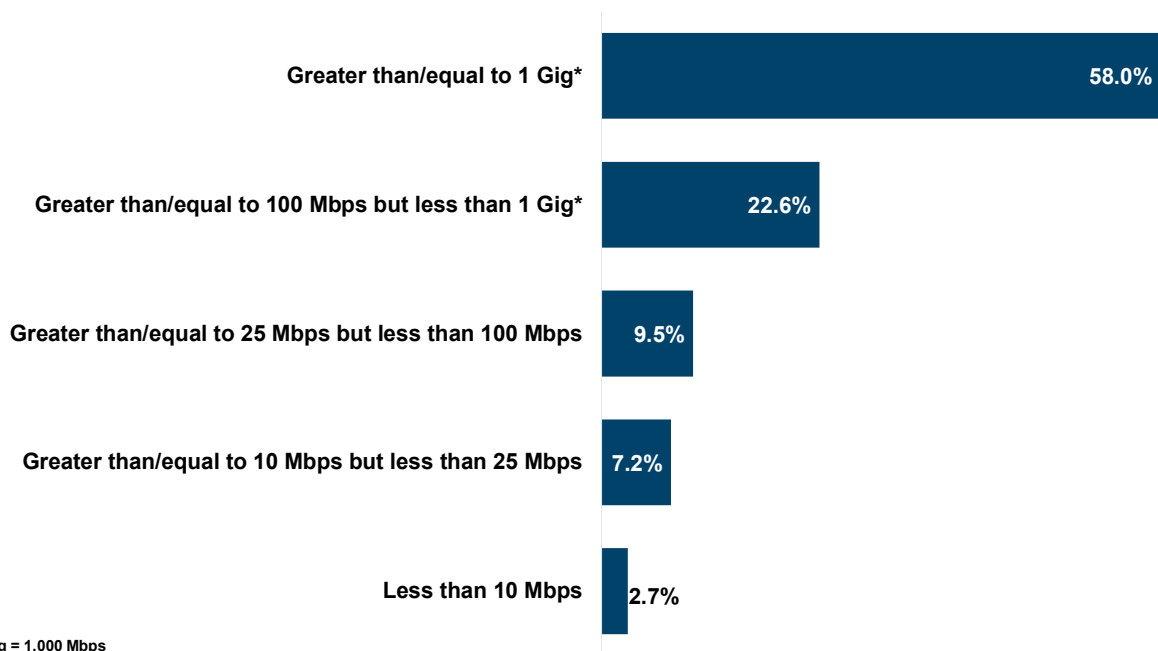 Greater than/equal to 1 Gig*
58.0%
Greater than/equal to 100 Mbps but less than 1 Gig*
22.6%
Greater than/equal to 25 Mbps but less than 100 Mbps
9.5%
Greater than/equal to 10 Mbps but less than 25 Mbps
7.2%
Less than 10 Mbps
2.7%
= 1,000 Mbps